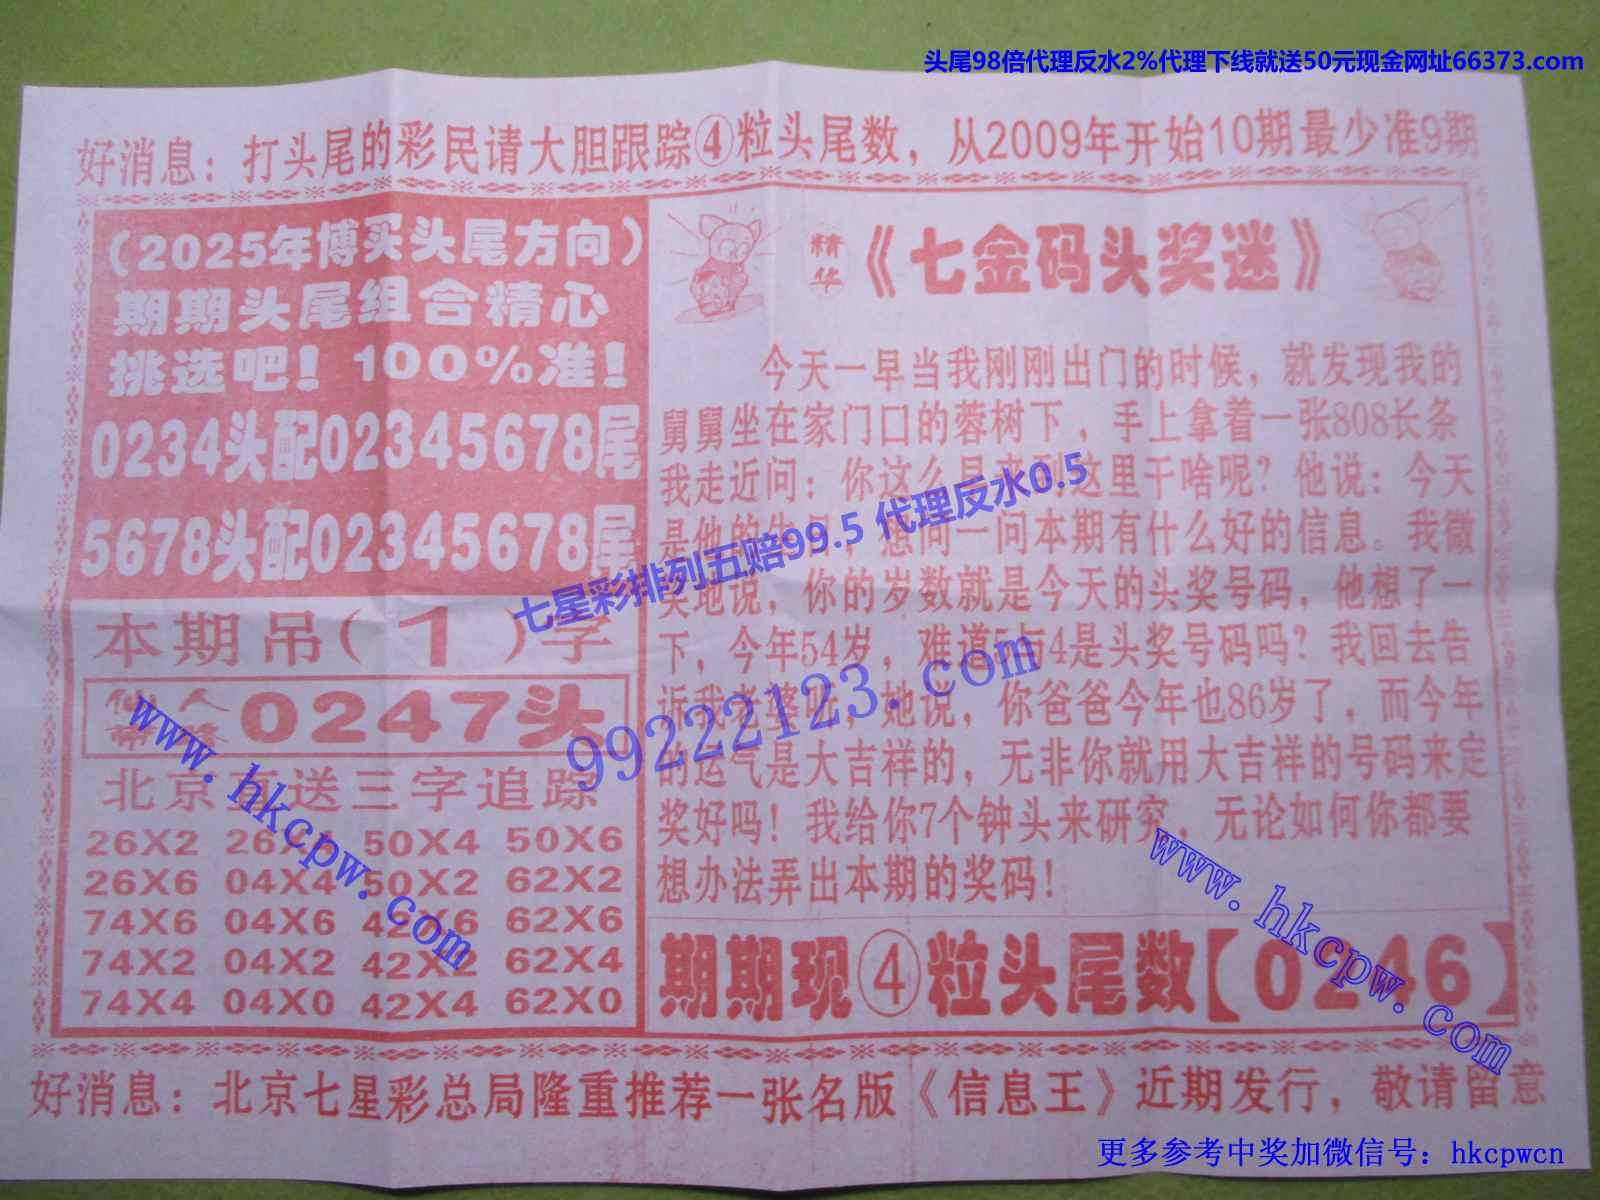 头尾98倍代理反水2%代理下线就送50元现金网址66373.com
好消息：打头尾的彩民请大胆跟踪④粒头尾数，从2009年开始10期最少准9期
（2025年博买头尾方向）
期期头尾组合精心
挑选吧！100%准！
0234头配02345678尾
5678头配02345678尾
本期吊（1）字
0247头
北京 送三字追踪
26X2 26X 50X4 50X6
26X6 04X4 50X2 62X2
74X6 04X6 42X6 62X6
74X2 04X2 42X2 62X4
74X4 04X0 42X4 62X0
精华《七金码头奖迷》
今天一早当我刚刚出门的时候，就发现我的
舅舅坐在家门口的蓉树下，手上拿着一张808长条
我走近问：你这么早来到这里干啥呢？他说：今天
是他的生日，想问一问本期有什么好的信息。我微
笑地说，你的岁数就是今天的头奖号码，他想了一
下，今年54岁，难道5与4是头奖号码吗？我回去告
诉我老婆听，她说，你爸爸今年也86岁了，而今年
的运气是大吉祥的，无非你就用大吉祥的号码来定
奖好吗！我给你7个钟头来研究，无论如何你都要
想办法弄出本期的奖码！
期期现④粒头尾数【0246】
好消息：北京七星彩总局隆重推荐一张名版《信息王》近期发行，敬请留意
七星彩排列五赔99.5 代理反水0.5
99222123.com
www.hkcpw.com
www.hkcpw.com
更多参考中奖加微信号：hkcpwcn